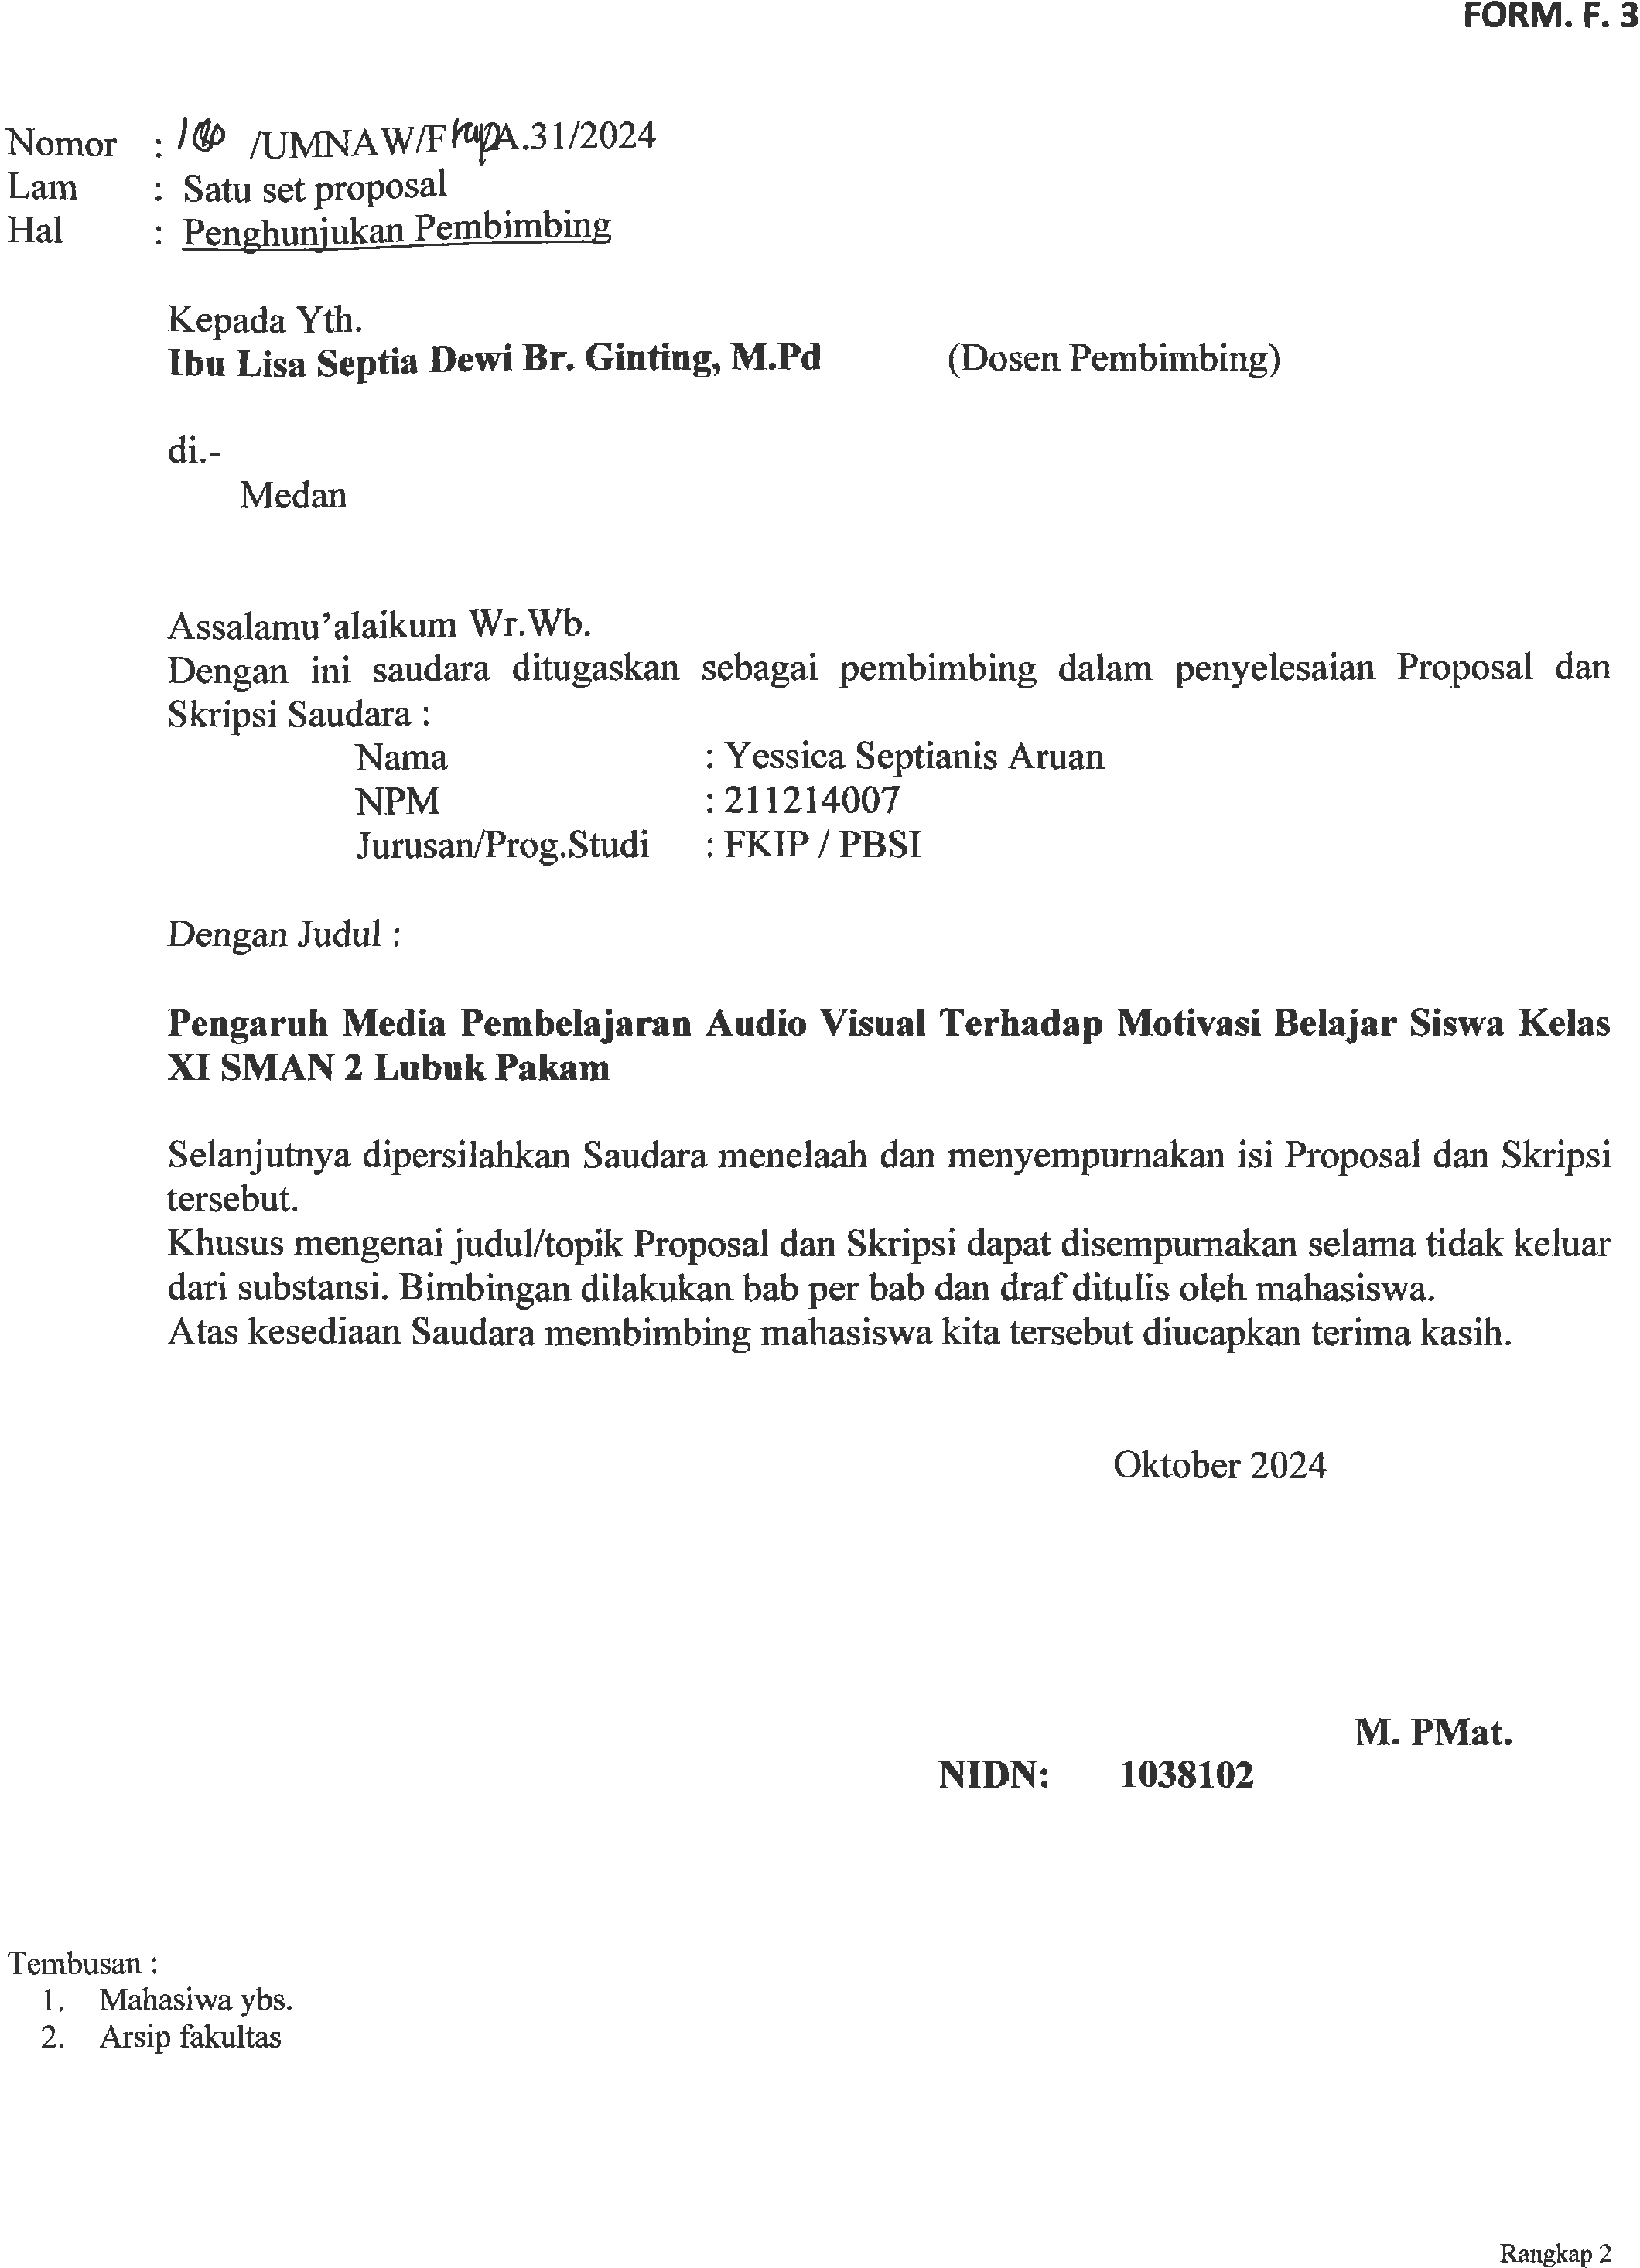 FORM. F. 3
Nomor : /UMNAW/F A.31/2024
Lam : Satu set proposal
Hal : Penghunjukan Pembimbing
Kepada Yth.
Ibu Lisa Septia Dewi Br. Ginting, M.Pd (Dosen Pembimbing)
di.-
Medan
Assalamu'alaikum Wr.Wb.
Dengan ini saudara ditugaskan sebagai pembimbing dalam penyelesaian Proposal dan
Skripsi Saudara :
Nama : Yessica Septianis Aruan
NPM : 211214007
Jurusan/Prog.Studi : FKIP / PBSI
Dengan Judul :
Pengaruh Media Pembelajaran Audio Visual Terhadap Motivasi Belajar Siswa Kelas
XI SMAN 2 Lubuk Pakam
Selanjutnya dipersilahkan Saudara menelaah dan menyempurnakan isi Proposal dan Skripsi
tersebut.
Khusus mengenai judul/topik Proposal dan Skripsi dapat disempurnakan selama tidak keluar
dari substansi. Bimbingan dilakukan bab per bab dan draf ditulis oleh mahasiswa.
Atas kesediaan Saudara membimbing mahasiswa kita tersebut diucapkan terima kasih.
Oktober 2024
M. PMat.
NIDN: 1038102
Tembusan :
1. Mahasiwa ybs.
2. Arsip fakultas
Rangkap 2